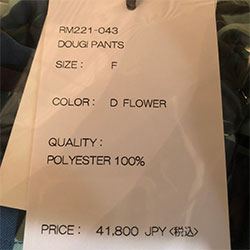 RM221-043
DOUGI PANTS
SIZE : F
COLOR : D FLOWER
QUALITY :
POLYESTER 100%
PRICE : 41,800 JPY<税込>